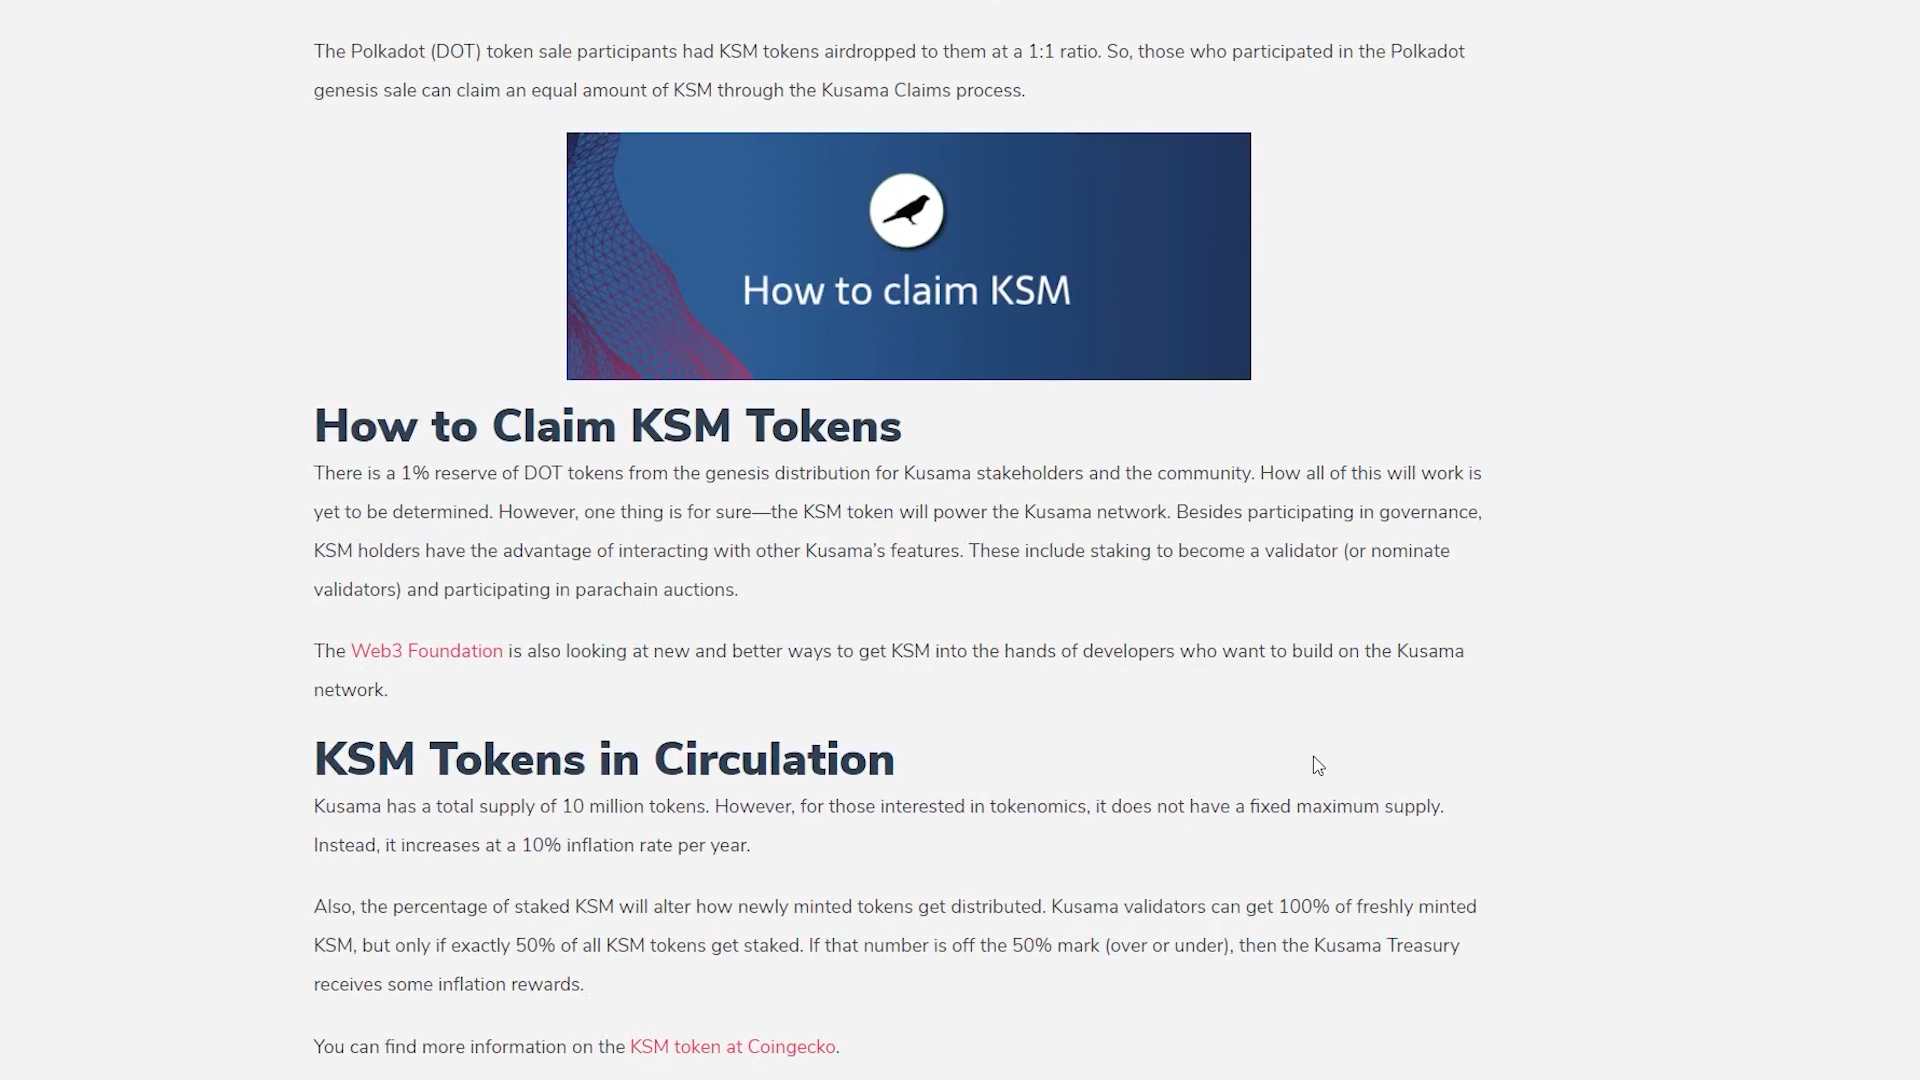 The Polkadot (DOT) token sale participants had KSM tokens airdropped to them at a 1:1 ratio. So, those who participated in the Polkadot
genesis sale can claim an equal amount of KSM through the Kusama Claims process.
How to claim KSM
How to Claim KSM Tokens
There is a 1% reserve of DOT tokens from the genesis distribution for Kusama stakeholders and the community. How all of this will work is
yet to be determined. However, one thing is for sure—the KSM token will power the Kusama network. Besides participating in governance,
KSM holders have the advantage of interacting with other Kusama’s features. These include staking to become a validator (or nominate
validators) and participating in parachain auctions.
The Web3 Foundation is also looking at new and better ways to get KSM into the hands of developers who want to build on the Kusama
network.
KSM Tokens in Circulation
Kusama has a total supply of 10 million tokens. However, for those interested in tokenomics, it does not have a fixed maximum supply.
Instead, it increases at a 10% inflation rate per year.
Also, the percentage of staked KSM will alter how newly minted tokens get distributed. Kusama validators can get 100% of freshly minted
KSM, but only if exactly 50% of all KSM tokens get staked. If that number is off the 50% mark (over or under), then the Kusama Treasury
receives some inflation rewards.
You can find more information on the KSM token at Coingecko.